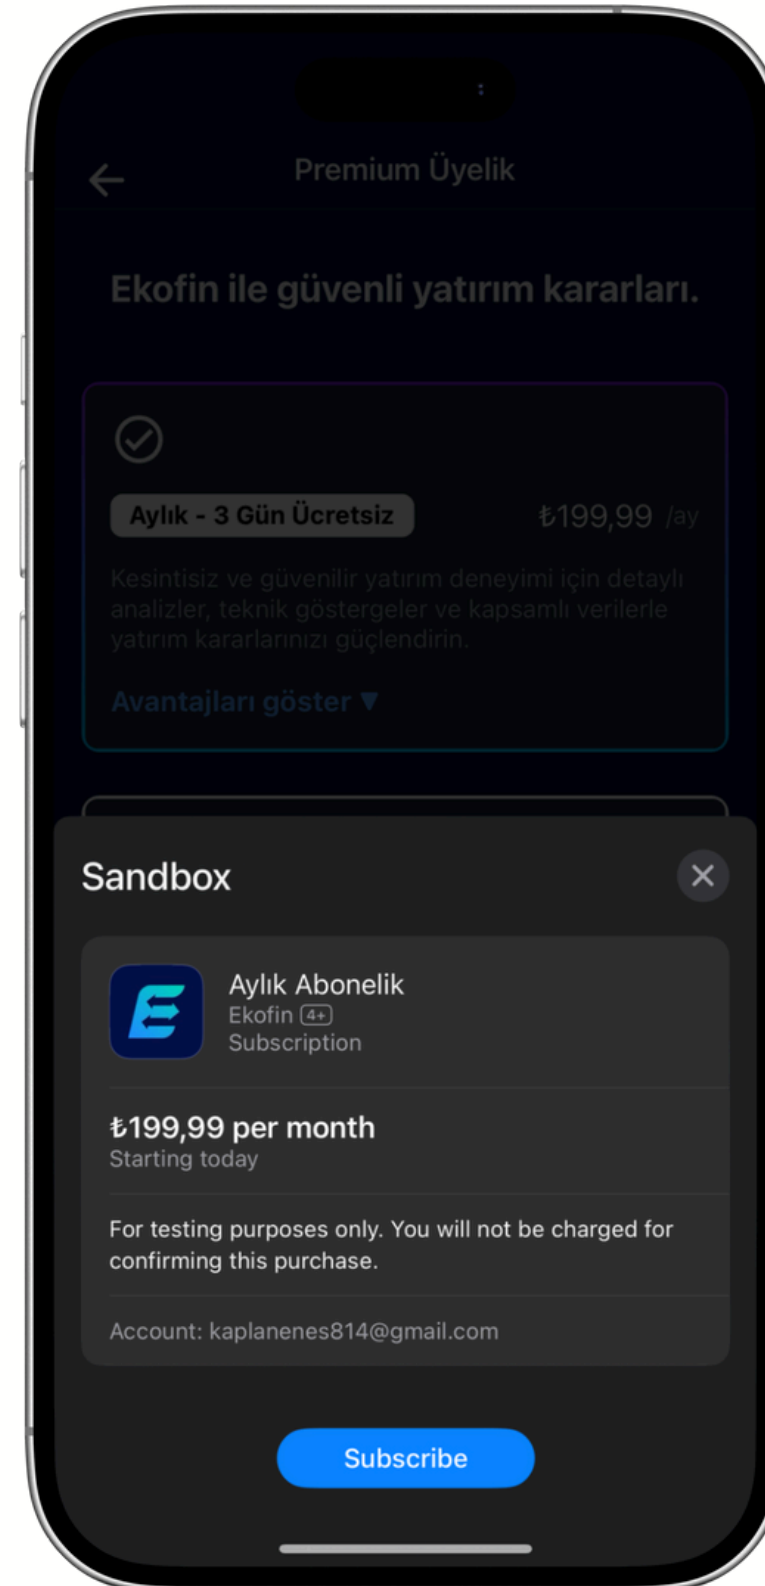 Premium Üyelik
Ekofin ile güvenli yatırım kararları.
Aylık - 3 Gün Ücretsiz
₺199,99 /ay
Kesintisiz ve güvenilir yatırım deneyimi için detaylı
analizler, teknik göstergeler ve kapsamlı verilerle
yatırım kararlarınızı güçlendirin.
Avantajları göster ▼
Sandbox
Aylık Abonelik
Ekofin 4+
Subscription
₺199,99 per month
Starting today
For testing purposes only. You will not be charged for
confirming this purchase.
Account: kaplanenes814@gmail.com
Subscribe